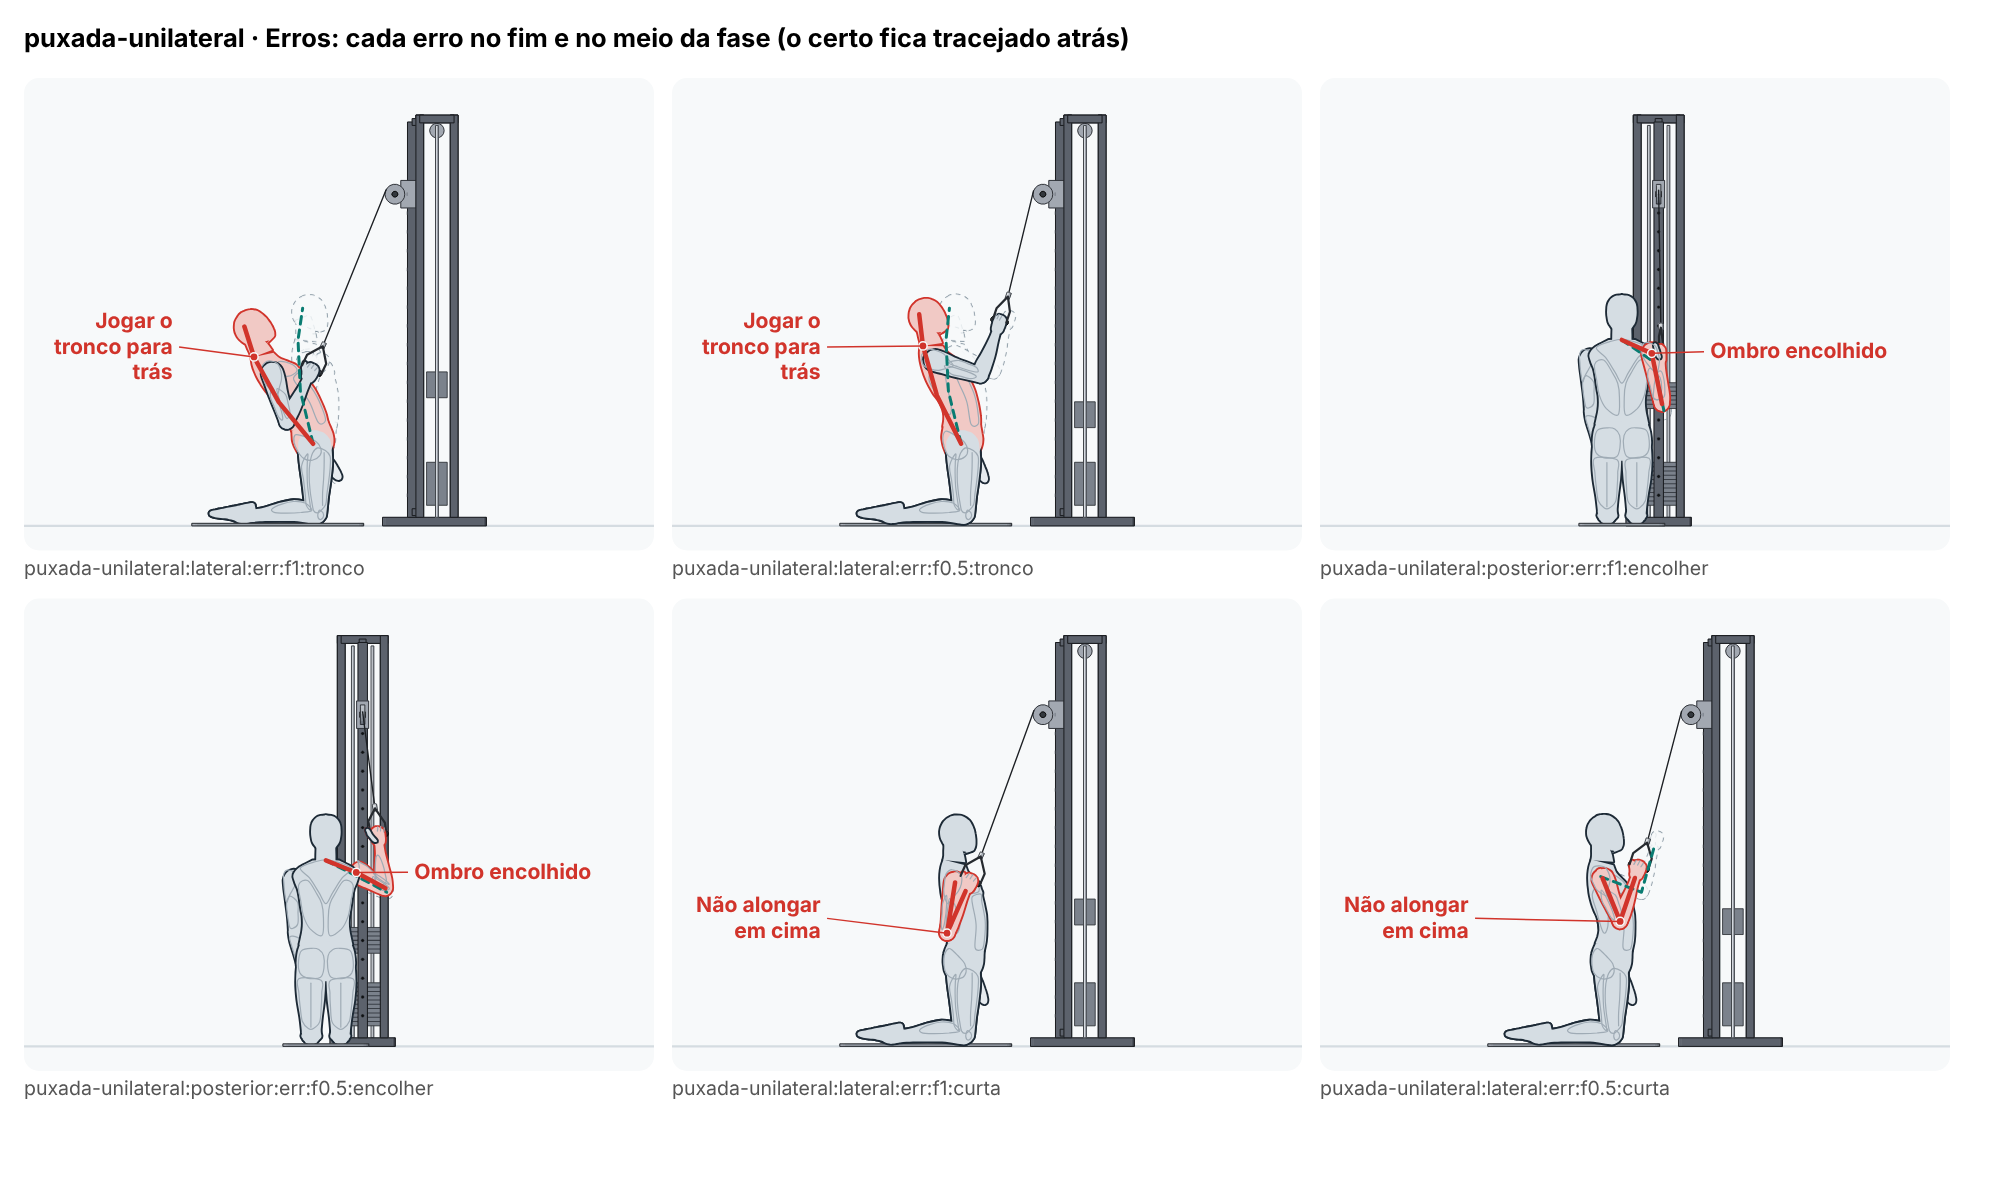 puxada-unilateral · Erros: cada erro no fim e no meio da fase (o certo fica tracejado atrás)
Jogar o
tronco para
trás
Jogar o
tronco para
trás
Ombro encolhido
puxada-unilateral:lateral:err:f1:tronco
puxada-unilateral:lateral:err:f0.5:tronco
puxada-unilateral:posterior:err:f1:encolher
Ombro encolhido
Não alongar
em cima
Não alongar
em cima
puxada-unilateral:posterior:err:f0.5:encolher
puxada-unilateral:lateral:err:f1:curta
puxada-unilateral:lateral:err:f0.5:curta